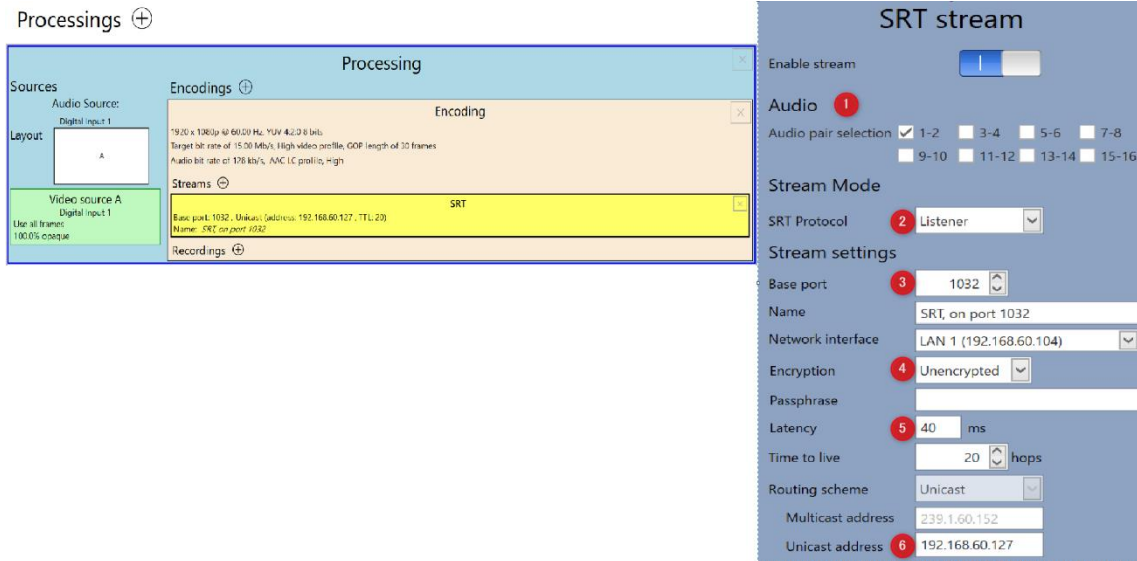 Processings
Processing
Sources
Audio Source:
Digital Input 1
Layout
A
Video source A
Digital Input 1
Use all frames
100.0% opaque
Encodings
Encoding
1920 x 1080p @ 60.00 Hz, YUV 4:2:0 8 bits
Target bit rate of 15.00 Mb/s, High video profile, GOP length of 30 frames
Audio bit rate of 128 kb/s, AAC LC profile, High
Streams
SRT
Base port: 1032 , Unicast (address: 192.168.60.127 , TTL: 20)
Name: SRT, on port 1032
Recordings
SRT stream
Enable stream
Audio 1
Audio pair selection 1-2 3-4 5-6 7-8
9-10 11-12 13-14 15-16
Stream Mode
SRT Protocol 2 Listener
Stream settings
Base port 3 1032
Name SRT, on port 1032
Network interface LAN 1 (192.168.60.104)
Encryption 4 Unencrypted
Passphrase
Latency 5 40 ms
Time to live 20 hops
Routing scheme Unicast
Multicast address 239.1.60.152
Unicast address 6 192.168.60.127